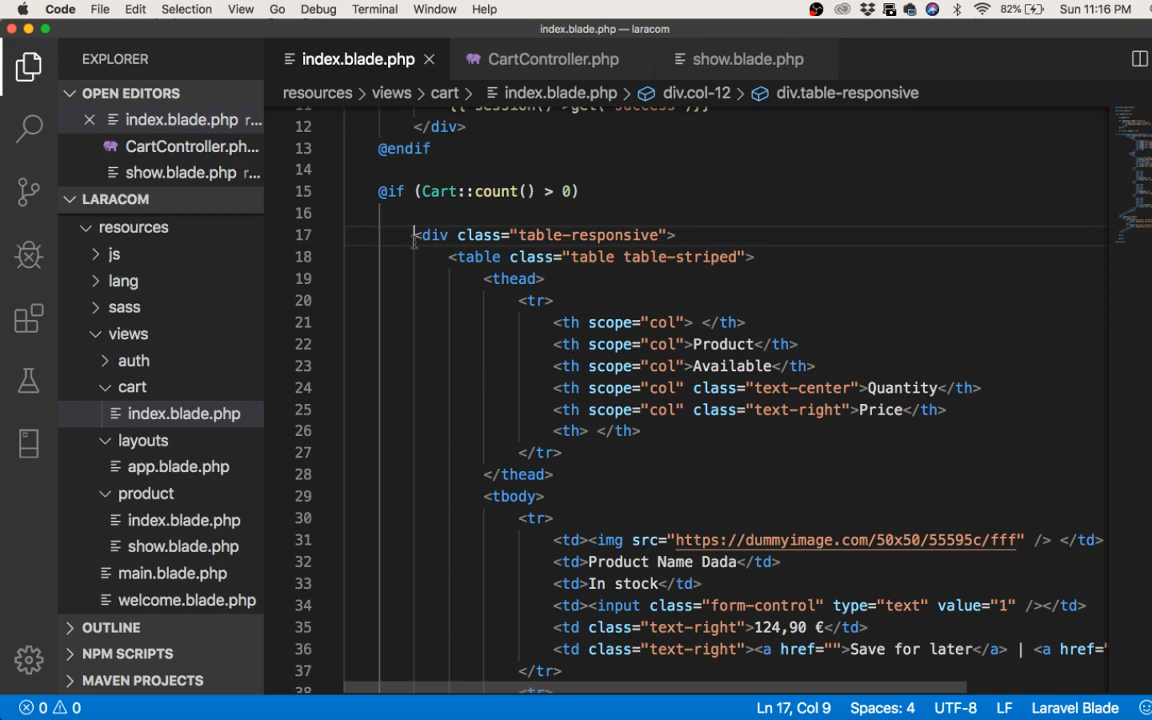 Code File Edit Selection View Go Debug Terminal Window Help 82% Sun 11:16 PM
index.blade.php — laracom
EXPLORER
index.blade.php
CartController.php
show.blade.php
OPEN EDITORS
index.blade.php r...
CartController.ph...
show.blade.php r...
LARACOM
resources
js
lang
sass
views
auth
cart
index.blade.php
layouts
app.blade.php
product
index.blade.php
show.blade.php
main.blade.php
welcome.blade.php
OUTLINE
NPM SCRIPTS
MAVEN PROJECTS
resources > views > cart > index.blade.php > div.col-12 > div.table-responsive
12 </div>
13 @endif
14
15 @if (Cart::count() > 0)
16
17 <div class="table-responsive">
18 <table class="table table-striped">
19 <thead>
20 <tr>
21 <th scope="col"> </th>
22 <th scope="col">Product</th>
23 <th scope="col">Available</th>
24 <th scope="col" class="text-center">Quantity</th>
25 <th scope="col" class="text-right">Price</th>
26 <th> </th>
27 </tr>
28 </thead>
29 <tbody>
30 <tr>
31 <td><img src="https://dummyimage.com/50x50/55595c/fff" /> </td>
32 <td>Product Name Dada</td>
33 <td>In stock</td>
34 <td><input class="form-control" type="text" value="1" /></td>
35 <td class="text-right">124,90 €</td>
36 <td class="text-right"><a href="">Save for later</a> | <a href="
37 </tr>
0 0
Ln 17, Col 9 Spaces: 4 UTF-8 LF Laravel Blade